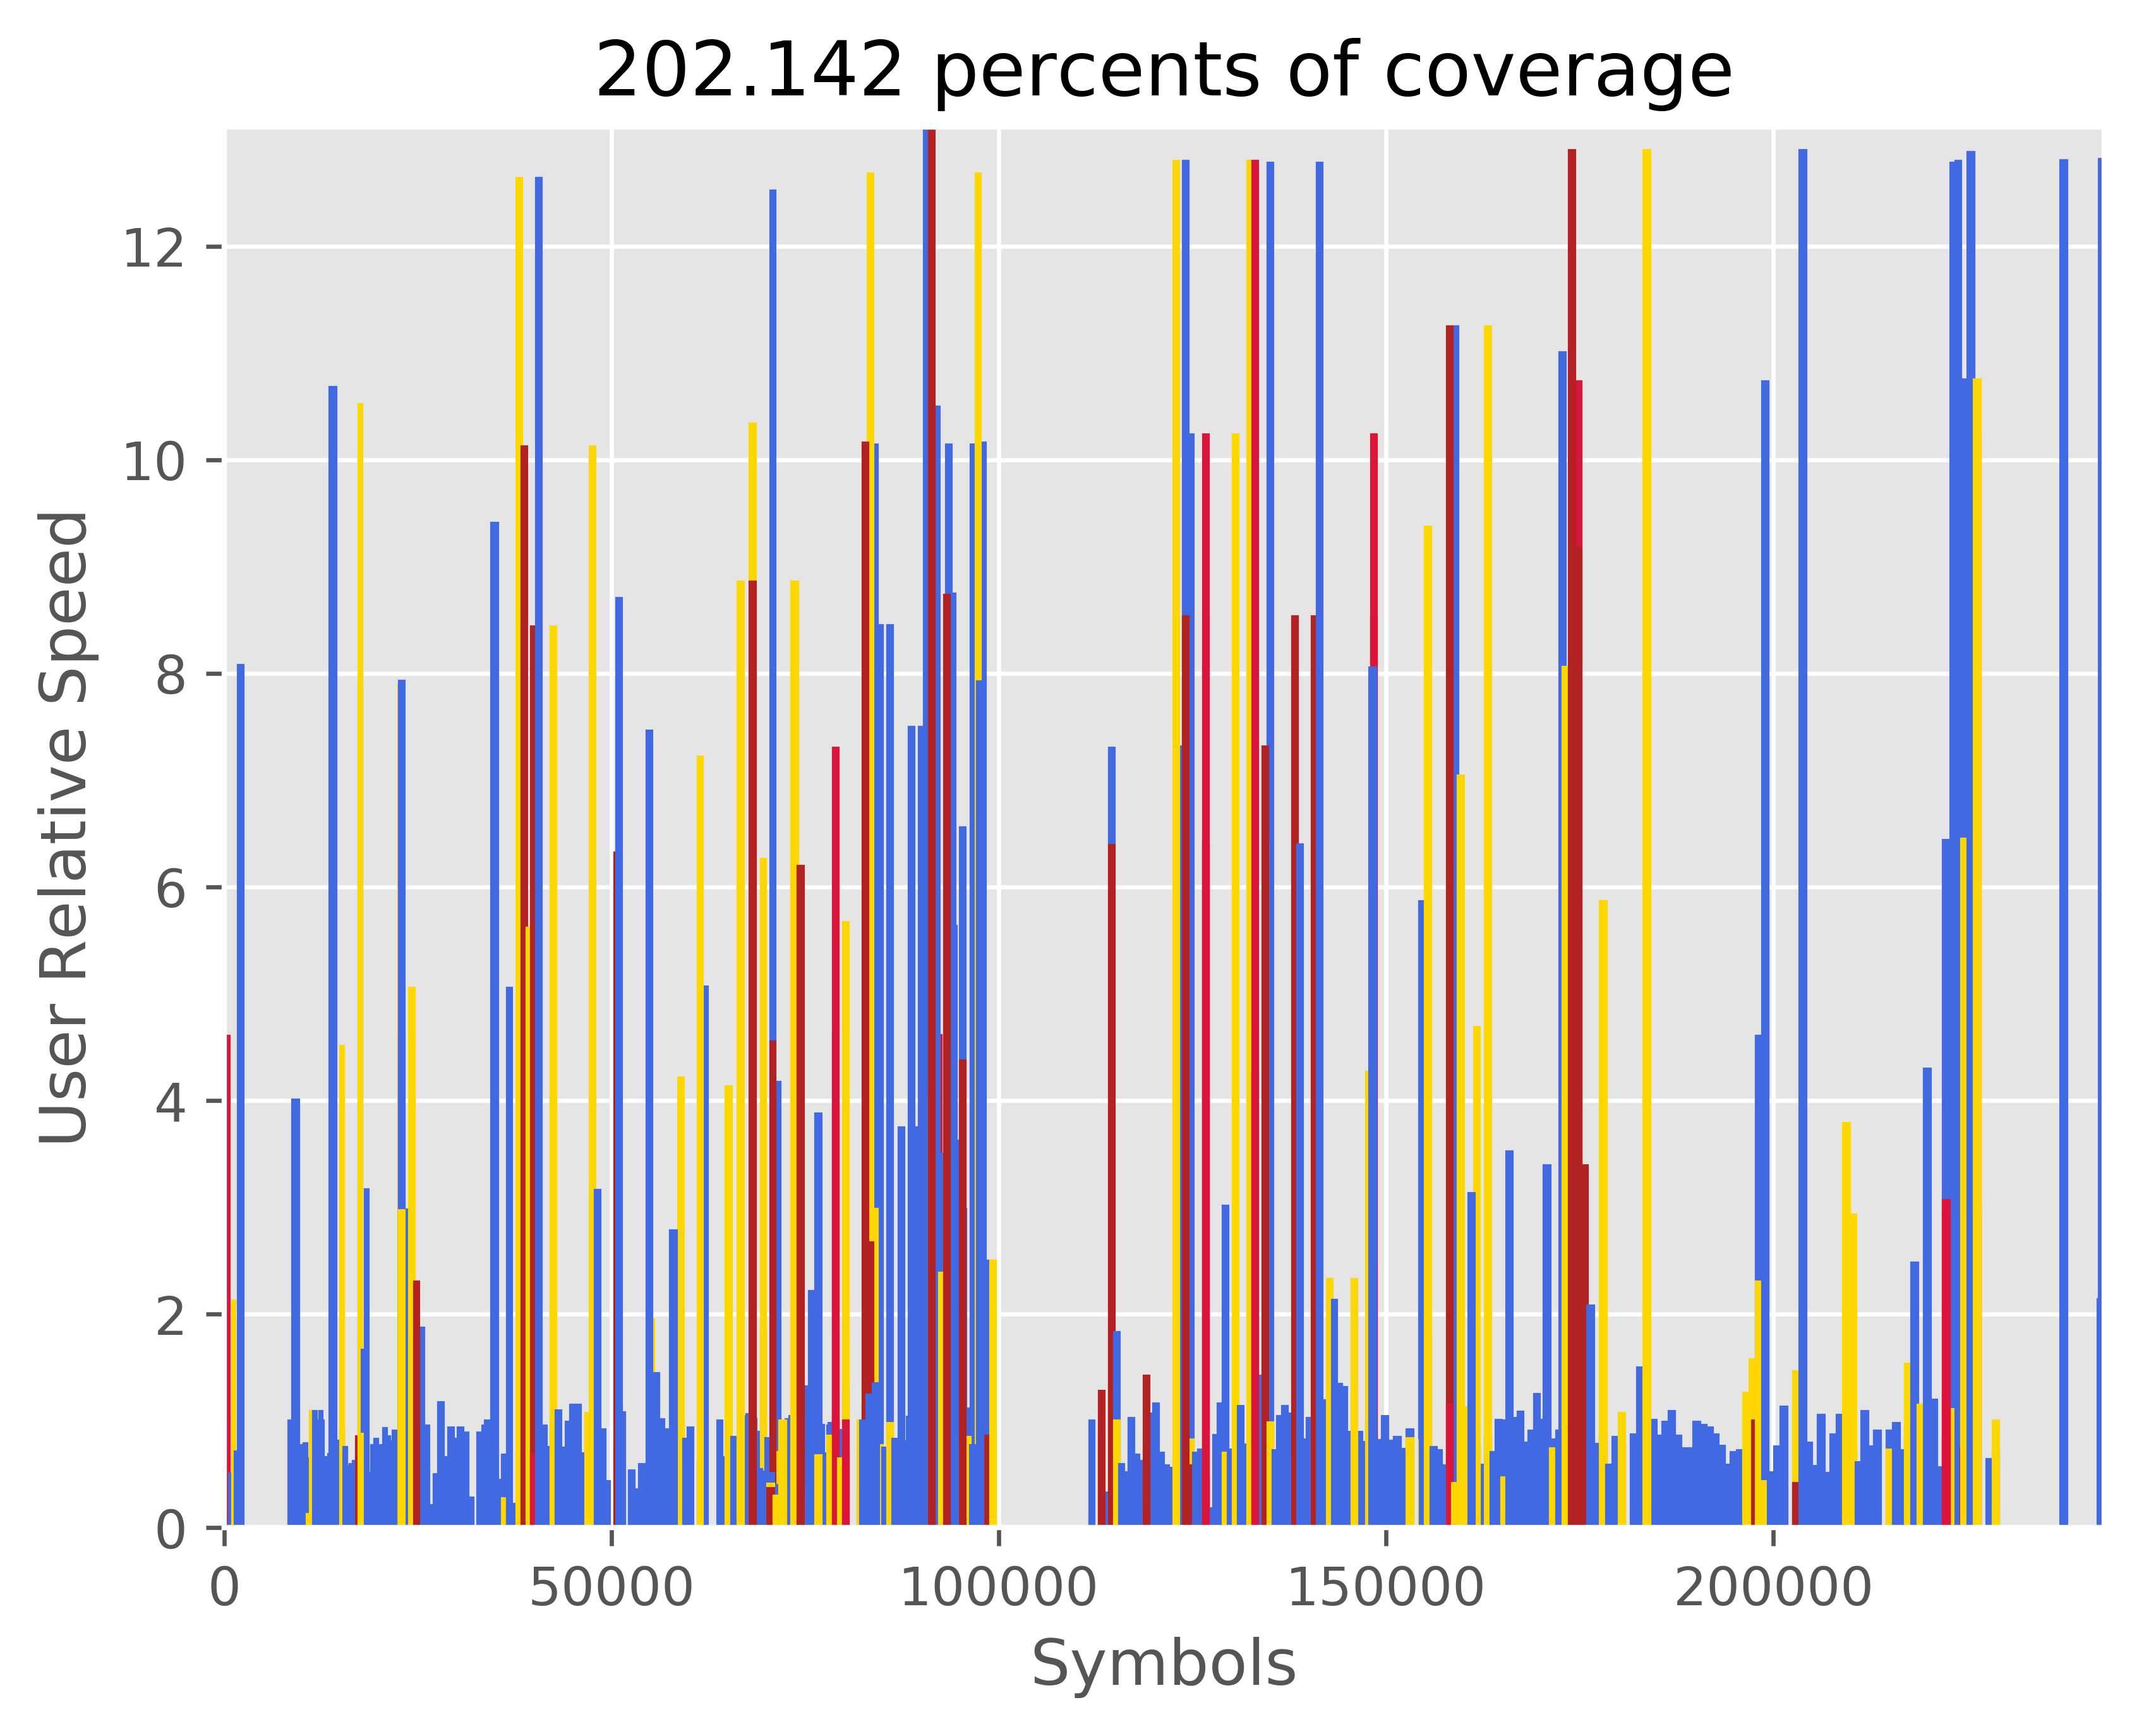 202.142 percents of coverage
User Relative Speed
12
10
8
6
4
2
0
0 50000 100000 150000 200000
Symbols